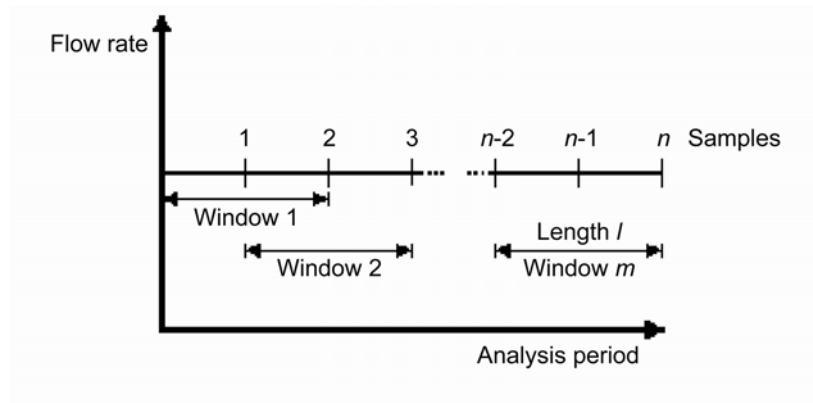 Flow rate
1 2 3 n-2 n-1 n Samples
Window 1
Length l
Window 2 Window m
Analysis period